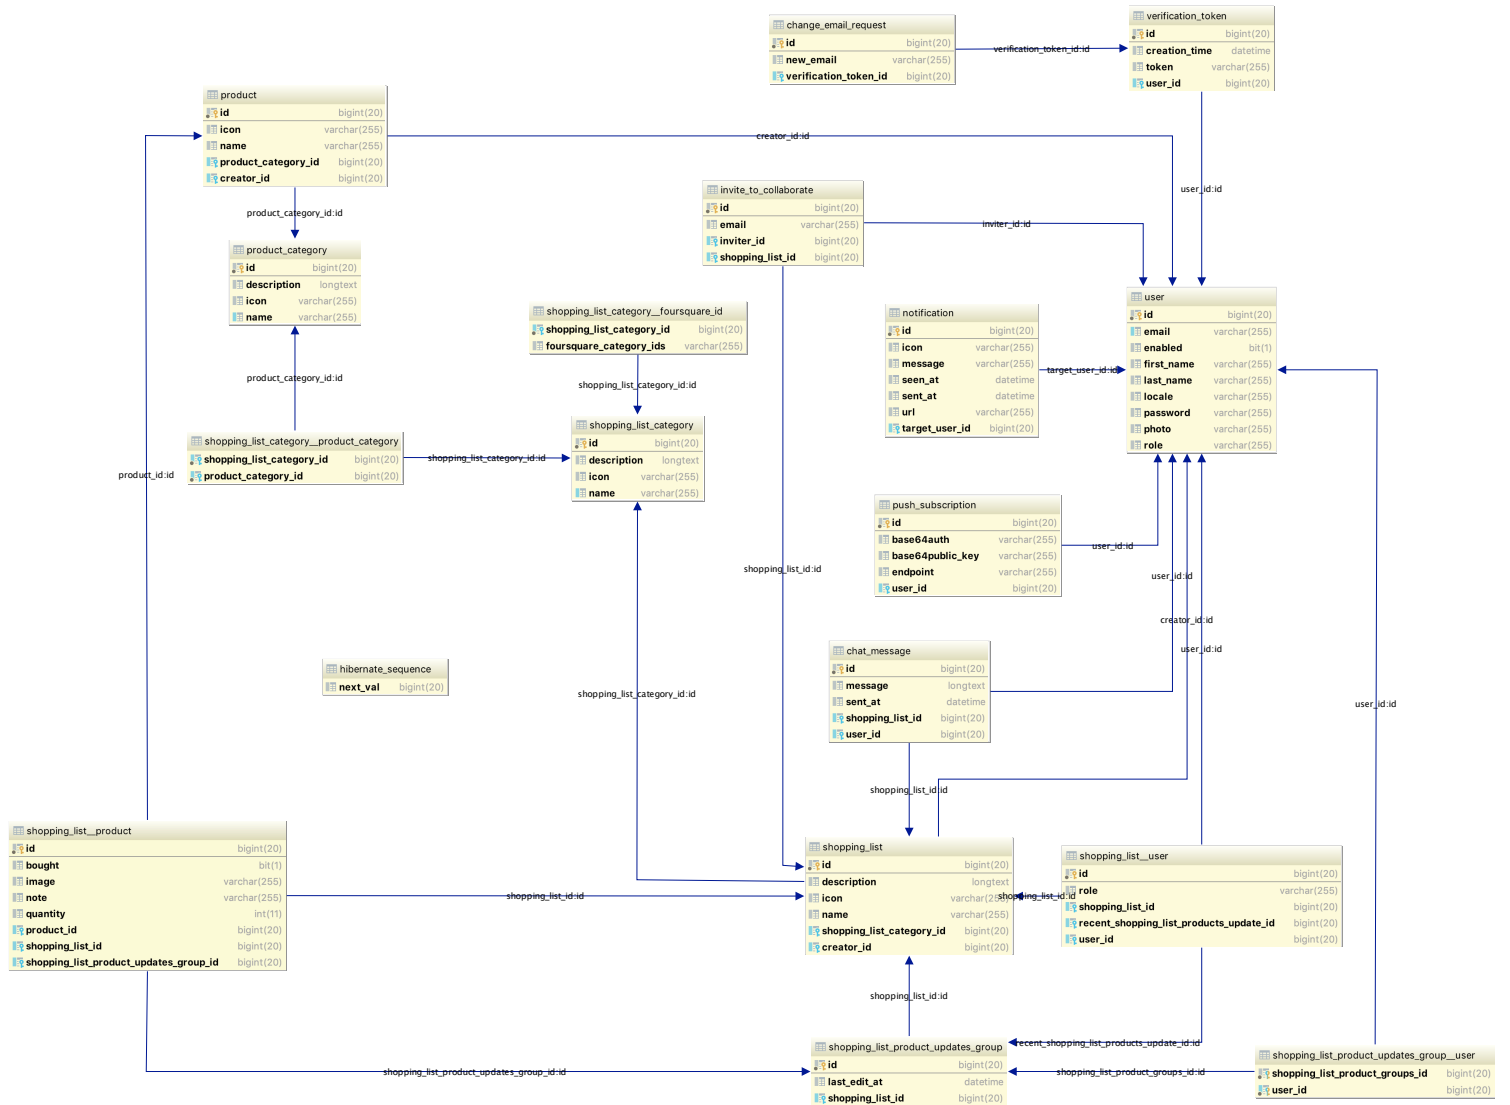 change_email_request
id bigint(20)
new_email varchar(255)
verification_token_id bigint(20)
verification_token_id:id
verification_token
id bigint(20)
creation_time datetime
token varchar(255)
user_id bigint(20)
product
id bigint(20)
icon varchar(255)
name varchar(255)
product_category_id bigint(20)
creator_id bigint(20)
creator_id:id
user_id:id
product_category_id:id
invite_to_collaborate
id bigint(20)
email varchar(255)
inviter_id bigint(20)
shopping_list_id bigint(20)
inviter_id:id
product_category
id bigint(20)
description longtext
icon varchar(255)
name varchar(255)
shopping_list_category__foursquare_id
shopping_list_category_id bigint(20)
foursquare_category_ids varchar(255)
notification
id bigint(20)
icon varchar(255)
message varchar(255)
seen_at datetime
sent_at datetime
url varchar(255)
target_user_id bigint(20)
target_user_id:id
user
id bigint(20)
email varchar(255)
enabled bit(1)
first_name varchar(255)
last_name varchar(255)
locale varchar(255)
password varchar(255)
photo varchar(255)
role varchar(255)
product_category_id:id
shopping_list_category_id:id
shopping_list_category__product_category
shopping_list_category_id bigint(20)
product_category_id bigint(20)
shopping_list_category_id:id
shopping_list_category
id bigint(20)
description longtext
icon varchar(255)
name varchar(255)
product_id:id
push_subscription
id bigint(20)
base64auth varchar(255)
base64public_key varchar(255)
endpoint varchar(255)
user_id bigint(20)
user_id:id
shopping_list_id:id
user_id:id
creator_id:id
user_id:id
hibernate_sequence
next_val bigint(20)
shopping_list_category_id:id
chat_message
id bigint(20)
message longtext
sent_at datetime
shopping_list_id bigint(20)
user_id bigint(20)
user_id:id
shopping_list_id:id
shopping_list__product
id bigint(20)
bought bit(1)
image varchar(255)
note varchar(255)
quantity int(11)
product_id bigint(20)
shopping_list_id bigint(20)
shopping_list_product_updates_group_id bigint(20)
shopping_list_id:id
shopping_list
id bigint(20)
description longtext
icon varchar(255)
name varchar(255)
shopping_list_category_id bigint(20)
creator_id bigint(20)
shopping_list_id:id
shopping_list__user
id bigint(20)
role varchar(255)
shopping_list_id bigint(20)
recent_shopping_list_products_update_id bigint(20)
user_id bigint(20)
shopping_list_id:id
recent_shopping_list_products_update_id:id
shopping_list_product_updates_group_id:id
shopping_list_product_updates_group
id bigint(20)
last_edit_at datetime
shopping_list_id bigint(20)
shopping_list_product_groups_id:id
shopping_list_product_updates_group__user
shopping_list_product_groups_id bigint(20)
user_id bigint(20)